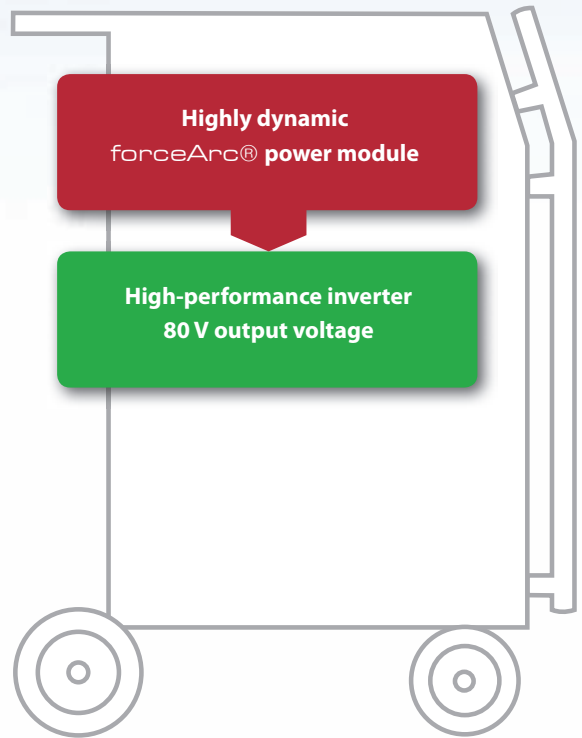 Highly dynamic
forceArc® power module
High-performance inverter
80 V output voltage